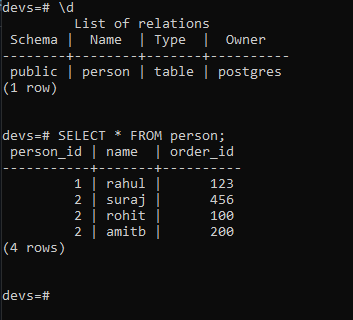 devs=# \d
          List of relations
 Schema |  Name  | Type  |  Owner
--------+--------+-------+----------
 public | person | table | postgres
(1 row)

devs=# SELECT * FROM person;
 person_id | name  | order_id
-----------+-------+----------
         1 | rahul |      123
         2 | suraj |      456
         2 | rohit |      100
         2 | amitb |      200
(4 rows)

devs=#